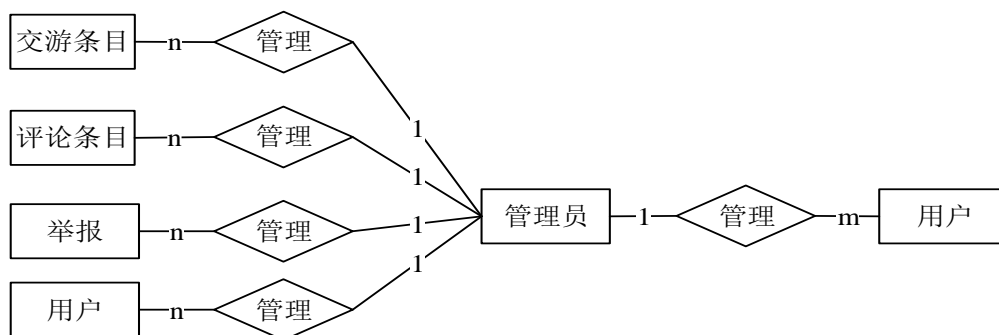 交游条目 n 管理 1
评论条目 n 管理 1
举报 n 管理 1 管理员 1 管理 m 用户
用户 n 管理 1